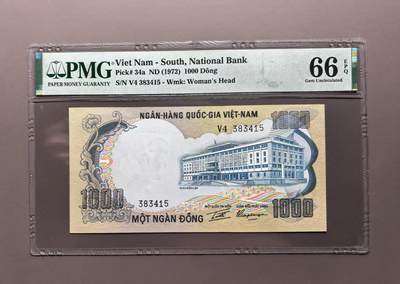 PMG
PAPER MONEY GUARANTY
Viet Nam - South, National Bank
Pick# 34a ND (1972) 1000 Dông
S/N V4 383415 - Wmk: Woman's Head
66 EPQ
Gem Uncirculated
NGÂN-HÀNG QUỐC-GIA VIỆT-NAM
1000
V4 383415
383415
1000
MỘT NGÀN ĐỒNG
1000